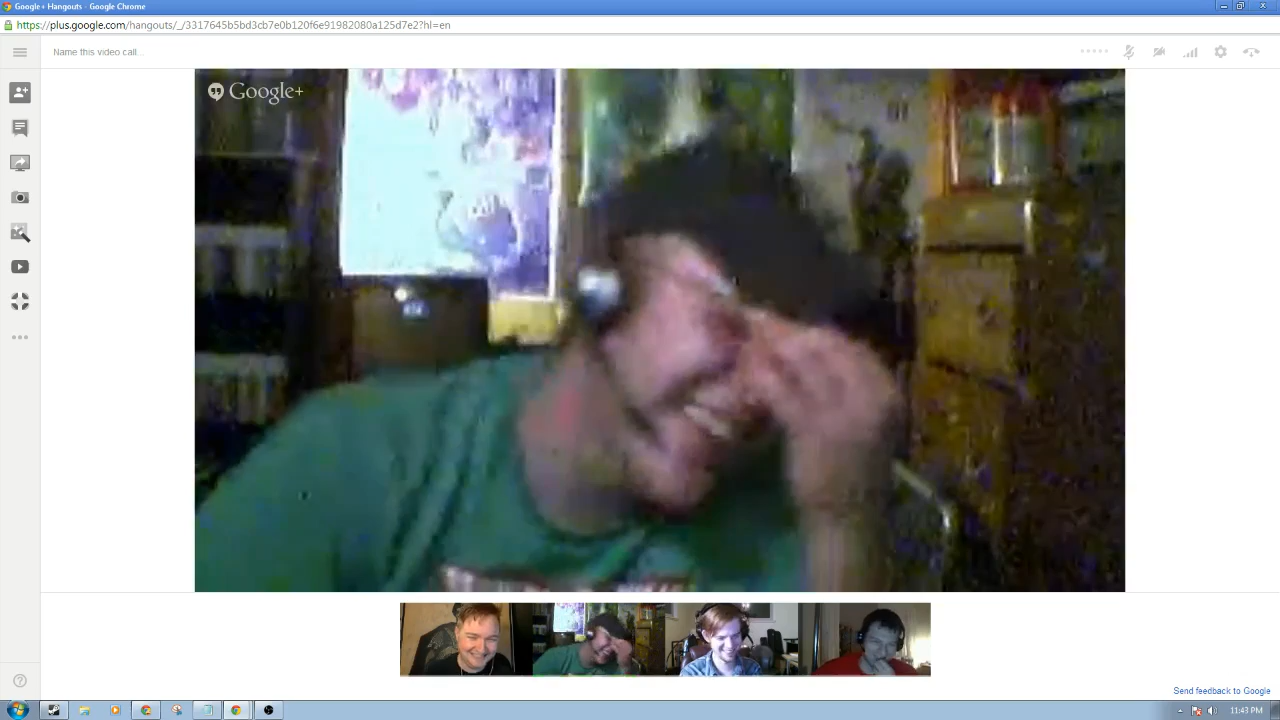 Google+ Hangouts - Google Chrome
https://plus.google.com/hangouts/_/3317645b5bd3cb7e0b120f6e91982080a125d7e2?hl=en
Name this video call...
Google+
Send feedback to Google
11:43 PM